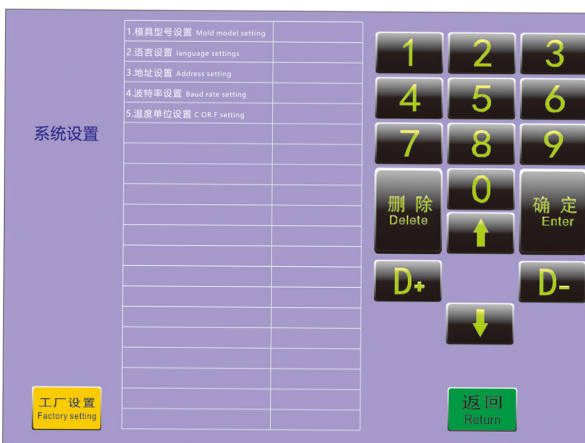 1.模具型号设置 Mold model setting
2.语言设置 language settings
3.地址设置 Address setting
4.波特率设置 Baud rate setting
5.温度单位设置 C OR F setting
系统设置
1 2 3
4 5 6
7 8 9
删 除
Delete
0
确 定
Enter
D+
D-
工厂设置
Factory setting
返回
Return